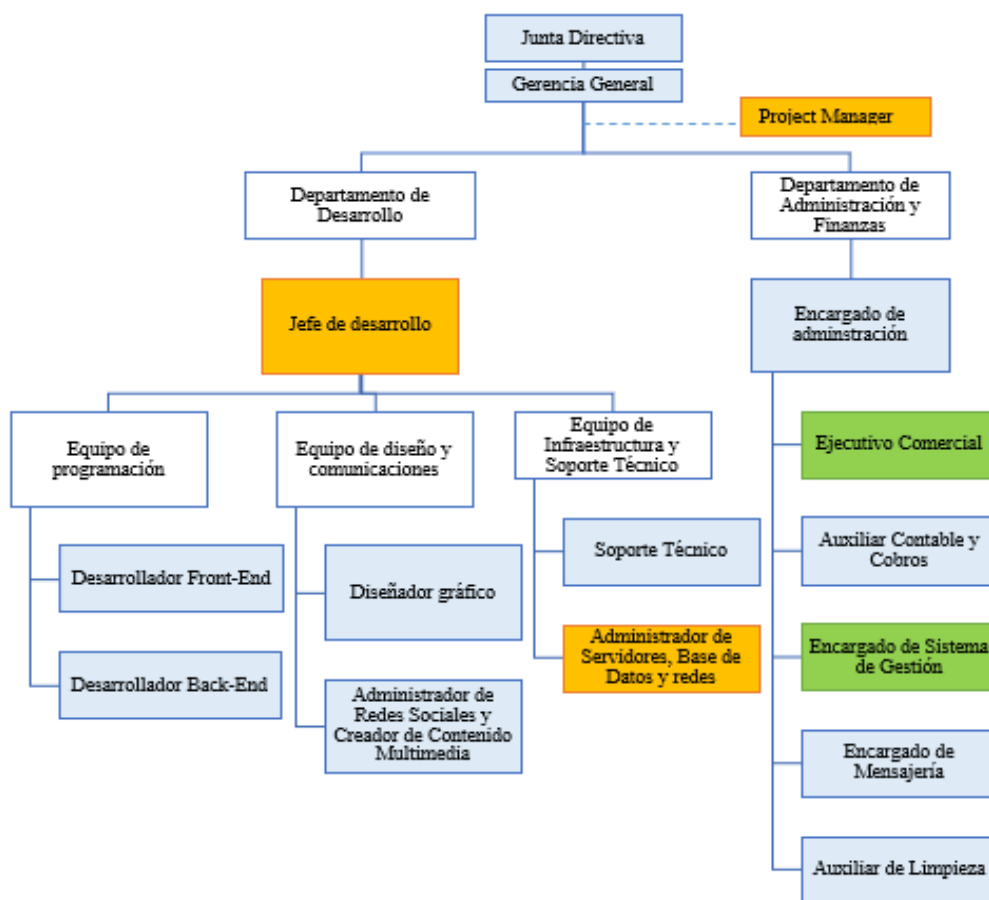 Junta Directiva
Gerencia General
Project Manager
Departamento de
Desarrollo
Departamento de
Administración y
Finanzas
Jefe de desarrollo
Encargado de
adminstración
Equipo de
programación
Equipo de diseño y
comunicaciones
Equipo de
Infraestructura y
Soporte Técnico
Ejecutivo Comercial
Desarrollador Front-End
Diseñador gráfico
Soporte Técnico
Auxiliar Contable y
Cobros
Desarrollador Back-End
Administrador de
Redes Sociales y
Creador de Contenido
Multimedia
Administrador de
Servidores, Base de
Datos y redes
Encargado de Sistema
de Gestión
Encargado de
Mensajería
Auxiliar de Limpieza